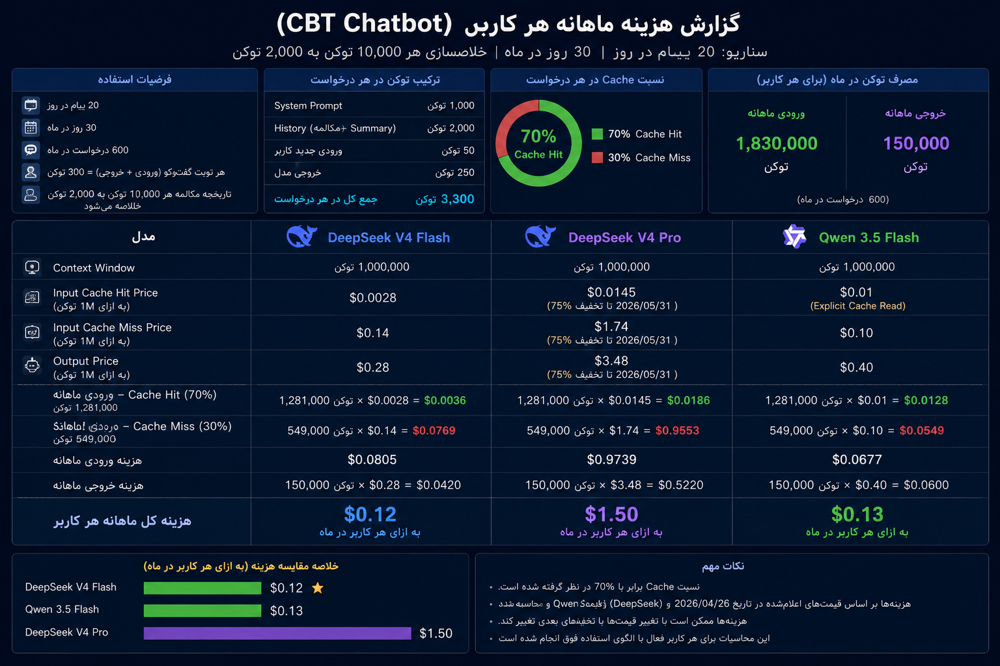 گزارش هزینه ماهانه هر کاربر (CBT Chatbot)
سناریو: 20 پیام در روز | 30 روز در ماه | خلاصسازی هر 10,000 توکن به 2,000 توکن
فرضیات استفاده
20 پیام در روز
30 روز در ماه
600 درخواست در ماه
هر تویت گفت‌وکو (ورودی + خروجی) = 300 توکن
تاریخجه مکالمه هر 10,000 توکن به 2,000 توکن
خللاصه می‌شود
ترکیب توکن در هر درخواست
System Prompt 1,000 توکن
History (مکالمه + Summary) 2,000 توکن
ورودی جدید کاربر 50 توکن
خروجی مدل 250 توکن
جمع کل در هر درخواست 3,300 توکن
نسبت Cache در هر درخواست
70%
Cache Hit
70% Cache Hit
30% Cache Miss
مصرف توکن در ماه (برای هر کاربر)
ورودی ماهانه
1,830,000
توکن
خروجی ماهانه
150,000
توکن
(600 درخواست در ماه)
مدل DeepSeek V4 Flash DeepSeek V4 Pro Qwen 3.5 Flash
Context Window 1,000,000 توکن 1,000,000 توکن 1,000,000 توکن
Input Cache Hit Price
(به ازای 1M توکن)
$0.0028
$0.0145
(75% تخفیف تا 2026/05/31 )
$0.01
(Explicit Cache Read)
Input Cache Miss Price
(به ازای 1M توکن)
$0.14
$1.74
(75% تخفیف تا 2026/05/31 )
$0.10
Output Price
(به ازای 1M توکن)
$0.28
$3.48
(75% تخفیف تا 2026/05/31 )
$0.40
ورودی ماهانه – Cache Hit (70%)
1,281,000 توکن
1,281,000 توکن × $0.0028 = $0.0036
1,281,000 توکن × $0.0145 = $0.0186
1,281,000 توکن × $0.01 = $0.0128
– Cache Miss (30%)
549,000 توکن
549,000 توکن × $0.14 = $0.0769
549,000 توکن × $1.74 = $0.9553
549,000 توکن × $0.10 = $0.0549
هزینه ورودی ماهانه $0.0805 $0.9739 $0.0677
هزینه خروجی ماهانه 150,000 توکن × $0.28 = $0.0420 150,000 توکن × $3.48 = $0.5220 150,000 توکن × $0.40 = $0.0600
هزینه کل ماهانه هر کاربر
$0.12
به ازای هر کاربر در ماه
$1.50
به ازای هر کاربر در ماه
$0.13
به ازای هر کاربر در ماه
خلاصه مقایسه هزینه (به ازای هر کاربر در ماه)
DeepSeek V4 Flash $0.12
Qwen 3.5 Flash $0.13
DeepSeek V4 Pro $1.50
نکات مهم
• نسبت Cache برابر با 70% در نظر گرفته شده است.
• هزینه‌ها بر اساس قیمت‌های اعلام‌شده در تاریخ 2026/04/26 و (DeepSeek) Qwen و محاسبه شده
• هزینه‌ها ممکن است با تغییر قیمت‌ها با تخفیفهای بعدی تغییر کند.
• این محاسیات برای هر کاربر فعال با الگوی استفاده فوق انجام شده است